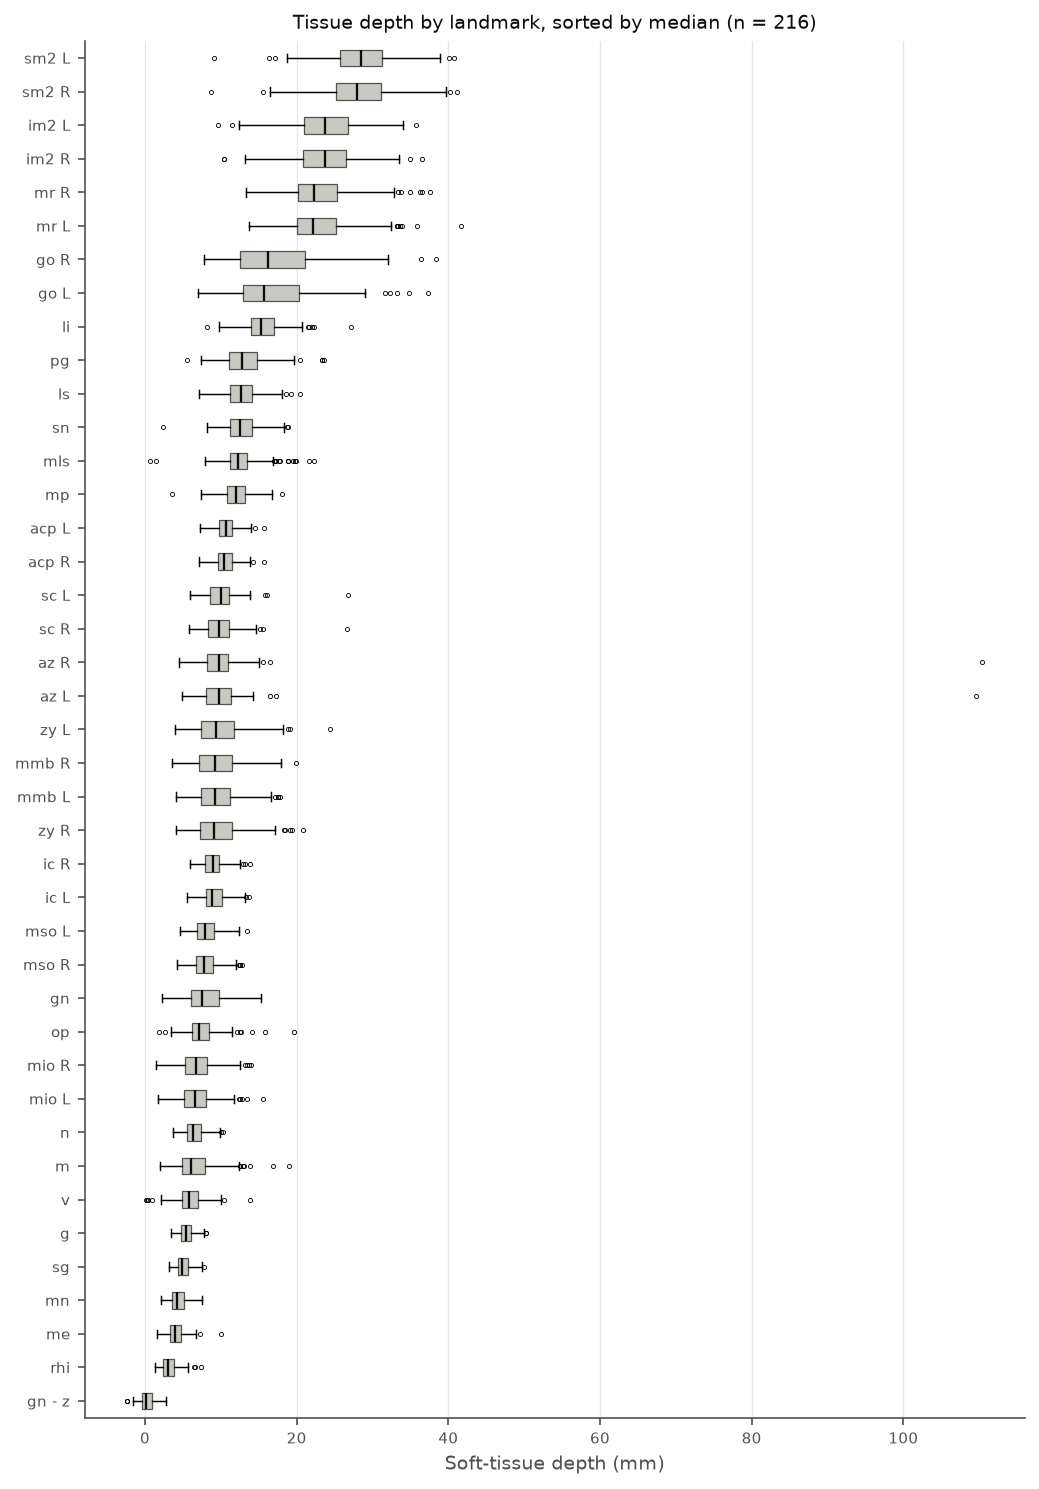 Tissue depth by landmark, sorted by median (n = 216)
sm2 L
sm2 R
im2 L
im2 R
mr R
mr L
go R
go L
li
pg
ls
sn
mls
mp
acp L
acp R
sc L
sc R
az R
az L
zy L
mmb R
mmb L
zy R
ic R
ic L
mso L
mso R
gn
op
mio R
mio L
n
m
v
g
sg
mn
me
rhi
gn - z
0 20 40 60 80 100
Soft-tissue depth (mm)